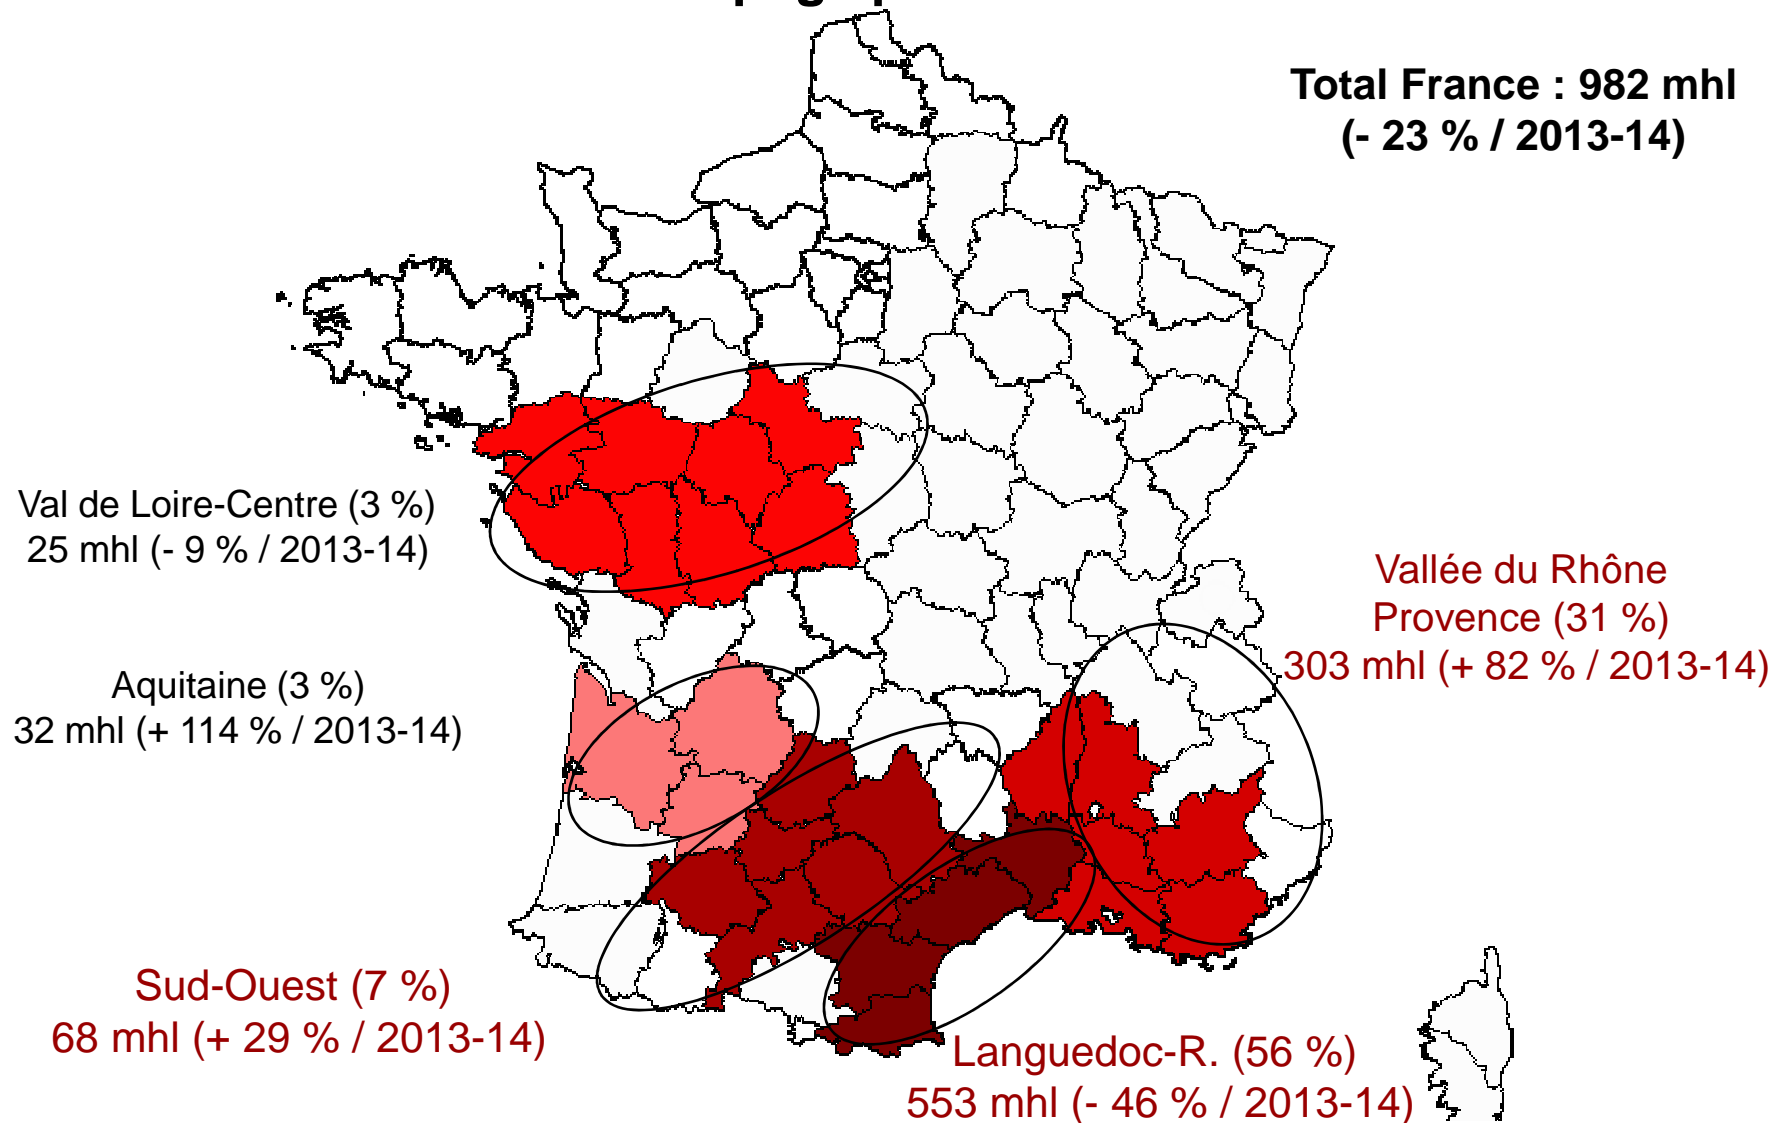 Total France : 982 mhl
(- 23 % / 2013-14)
Val de Loire-Centre (3 %)
25 mhl (- 9 % / 2013-14)
Vallée du Rhône
Provence (31 %)
303 mhl (+ 82 % / 2013-14)
Aquitaine (3 %)
32 mhl (+ 114 % / 2013-14)
Sud-Ouest (7 %)
68 mhl (+ 29 % / 2013-14)
Languedoc-R. (56 %)
553 mhl (- 46 % / 2013-14)